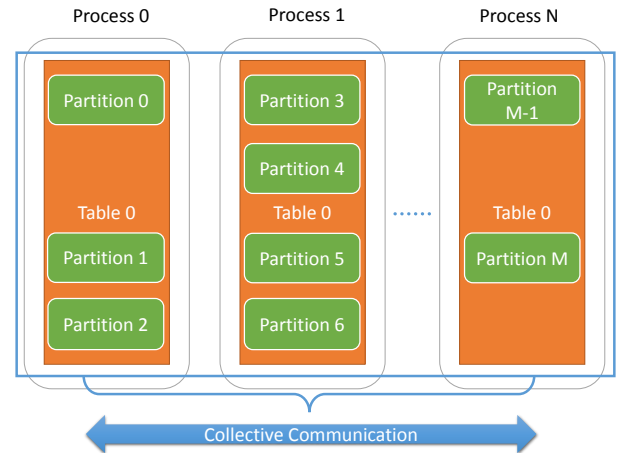 Process 0
Process 1
Process N
Partition 0
Partition 3
Partition
M-1
Partition 4
Table 0
Table 0
......
Table 0
Partition 1
Partition 5
Partition M
Partition 2
Partition 6
Collective Communication